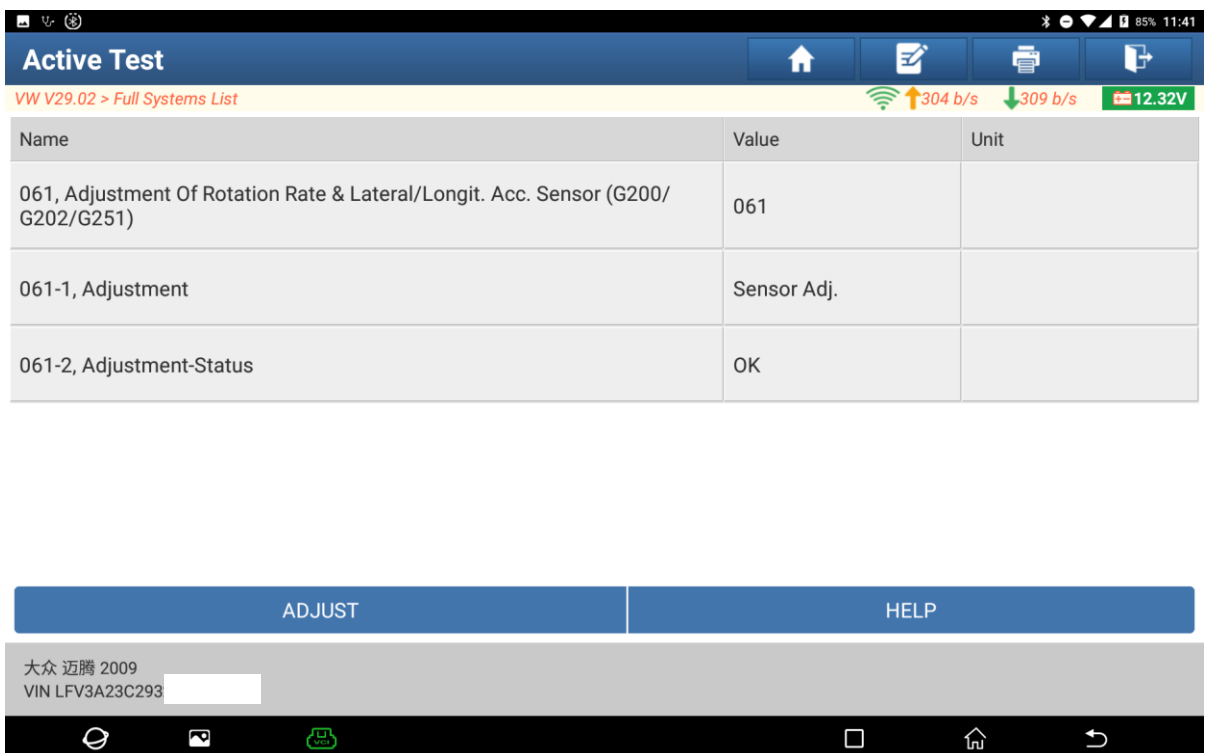 85% 11:41
Active Test
VW V29.02 > Full Systems List
304 b/s
309 b/s
12.32V
Name
Value
Unit
061, Adjustment Of Rotation Rate & Lateral/Longit. Acc. Sensor (G200/
G202/G251)
061
061-1, Adjustment
Sensor Adj.
061-2, Adjustment-Status
OK
ADJUST
HELP
大众 迈腾 2009
VIN LFV3A23C293
VCI